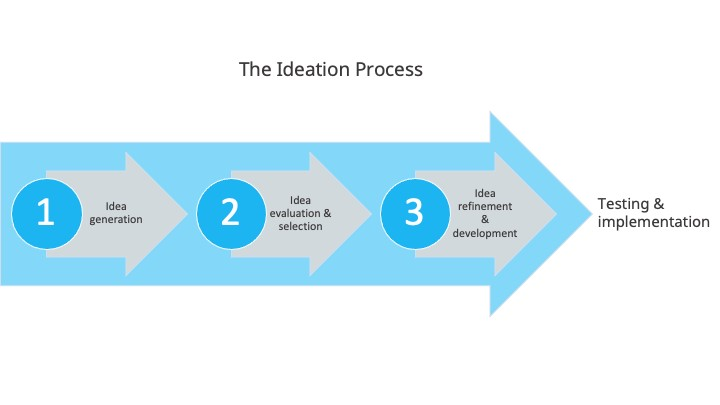 The Ideation Process
1
Idea
generation
2
Idea
evaluation &
selection
3
Idea
refinement
&
development
Testing &
implementation